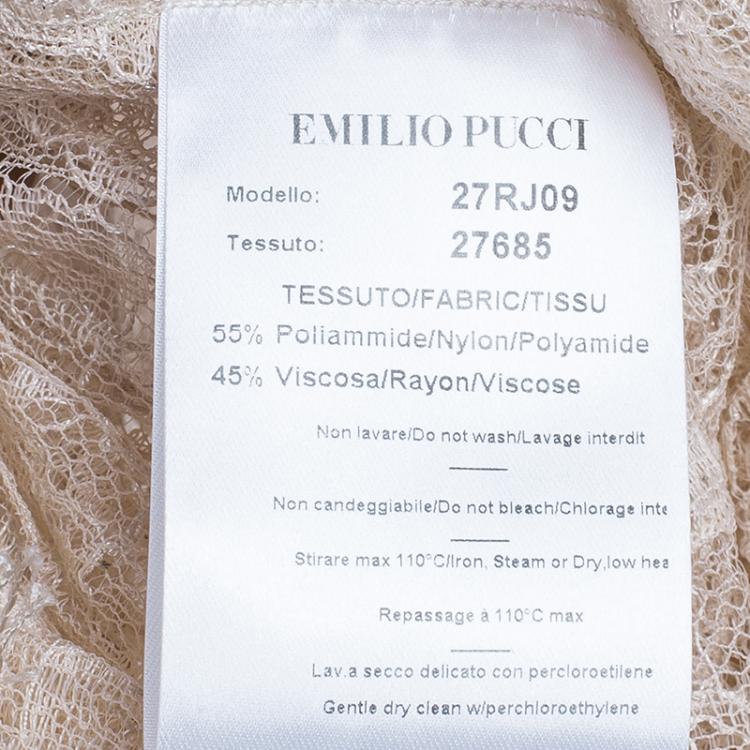 EMILIO PUCCI
Modello: 27RJ09
Tessuto: 27685
TESSUTO/FABRIC/TISSU
55% Poliammide/Nylon/Polyamide
45% Viscosa/Rayon/Viscose
Non lavare/Do not wash/Lavage interdit
Non candeggiabile/Do not bleach/Chlorage inte
Stirare max 110°C/Iron, Steam or Dry,low hea
Repassage à 110°C max
Lav.a secco delicato con percloroetilene
Gentle dry clean w/perchloroethylene